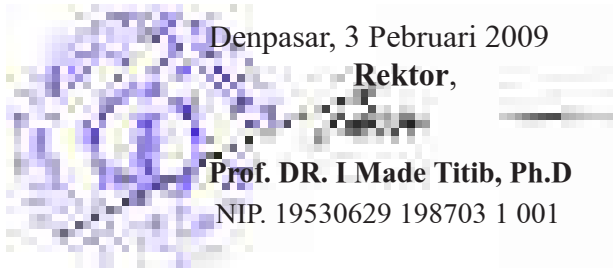 Denpasar, 3 Pebruari 2009
Rektor,
Prof. DR. I Made Titib, Ph.D
NIP. 19530629 198703 1 001